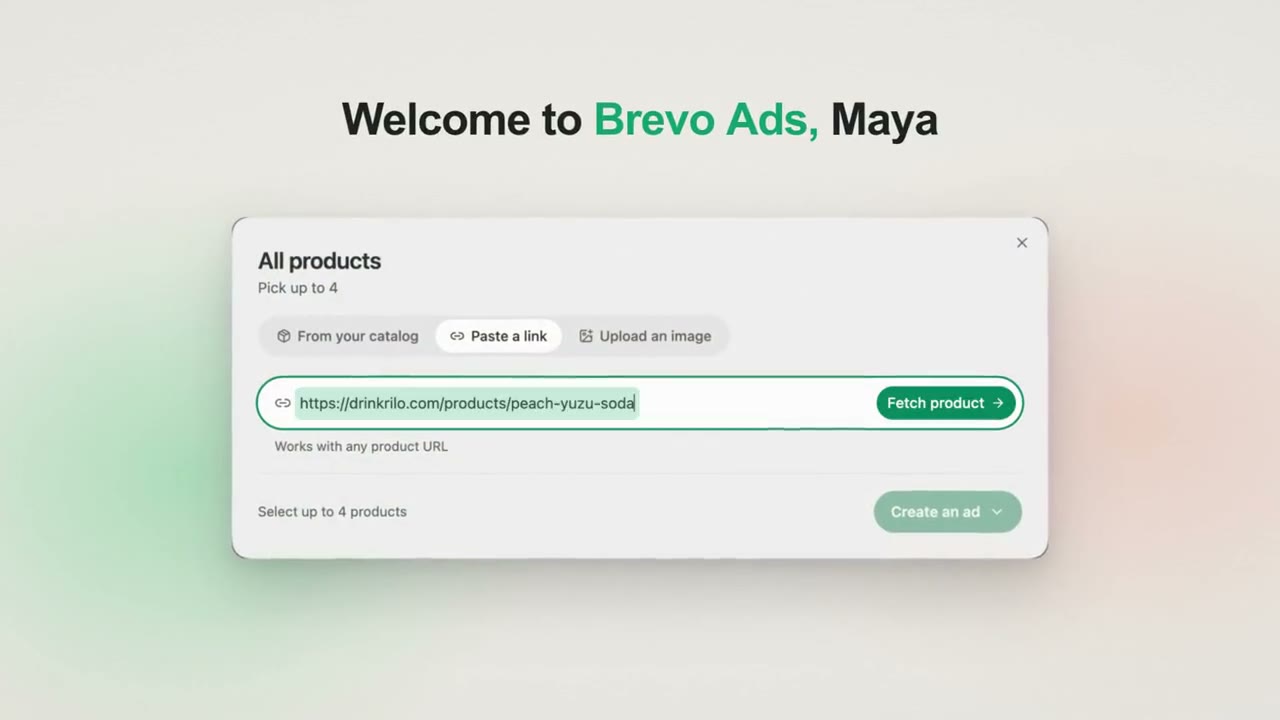 Welcome to Brevo Ads, Maya
All products
Pick up to 4
From your catalog
Paste a link
Upload an image
https://drinkrilo.com/products/peach-yuzu-soda
Fetch product →
Works with any product URL
Select up to 4 products
Create an ad